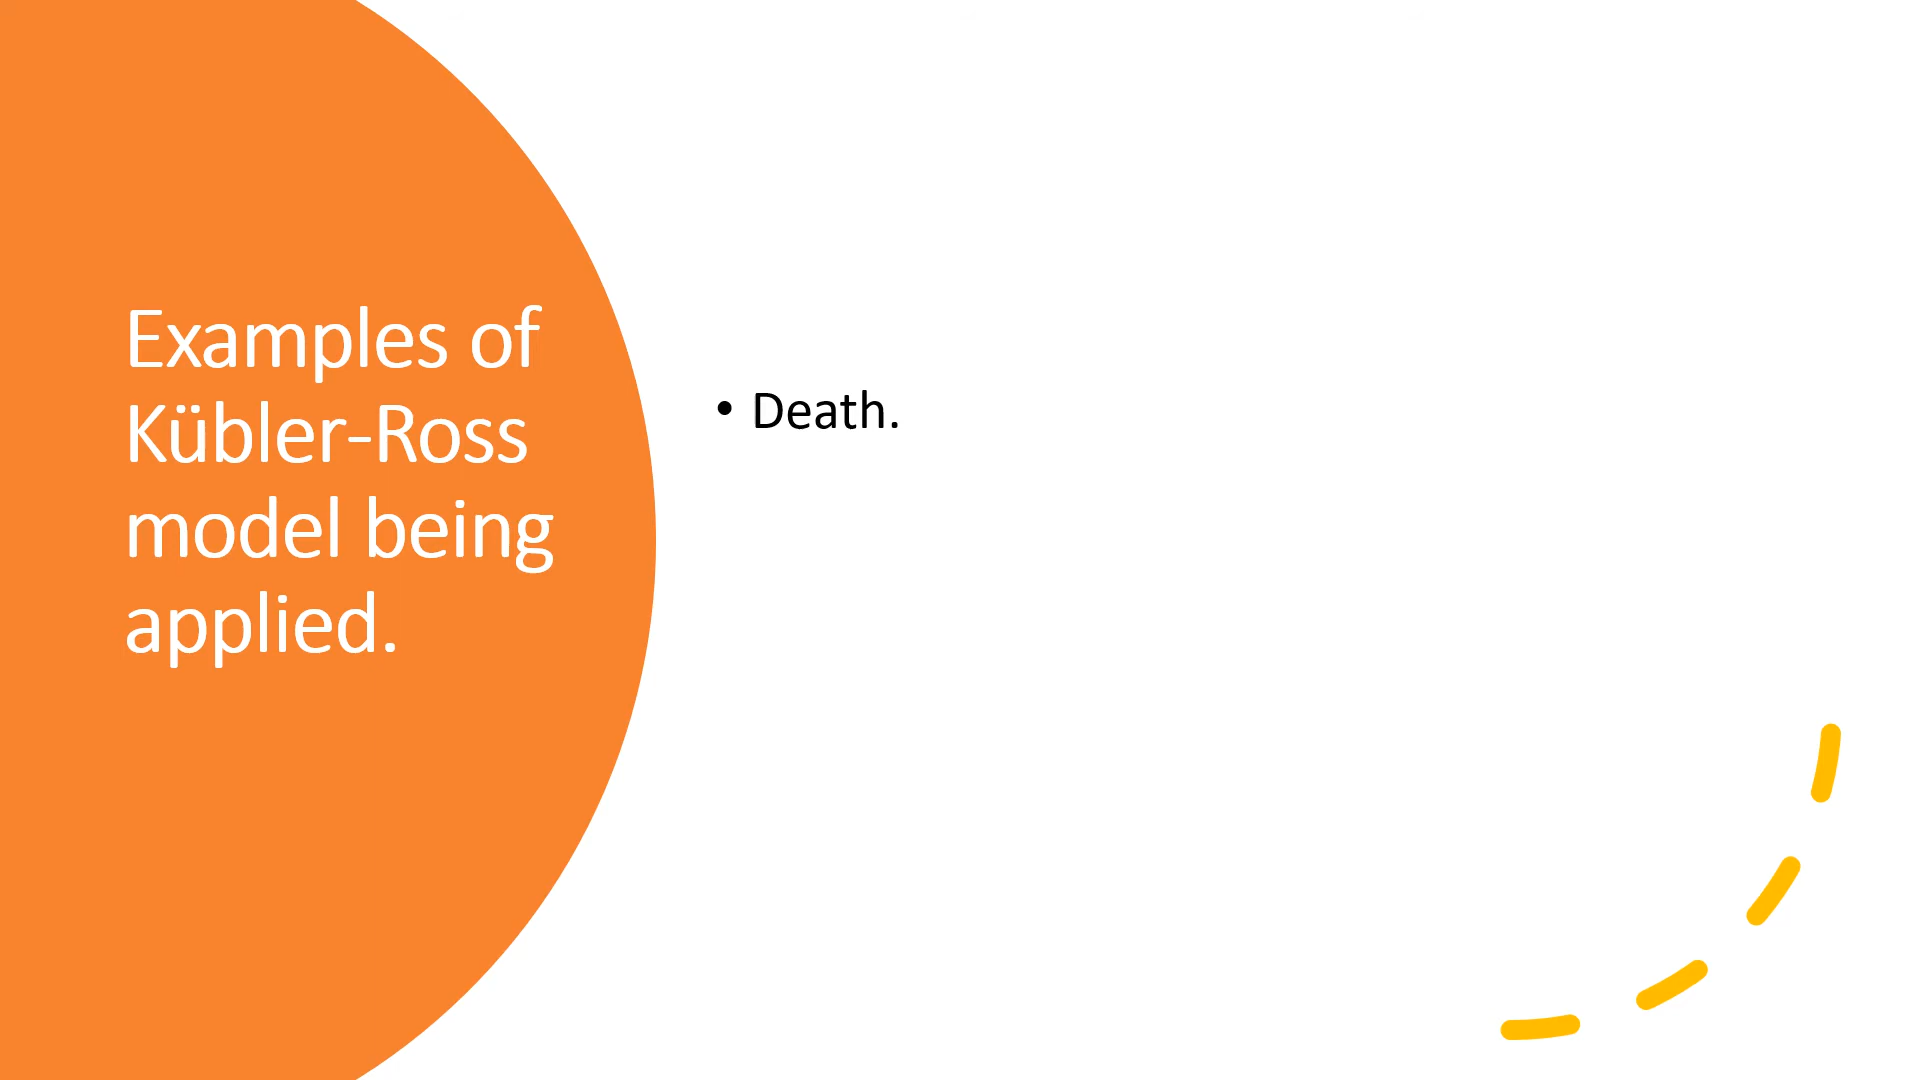 Examples of
Kübler-Ross
model being
applied.
• Death.